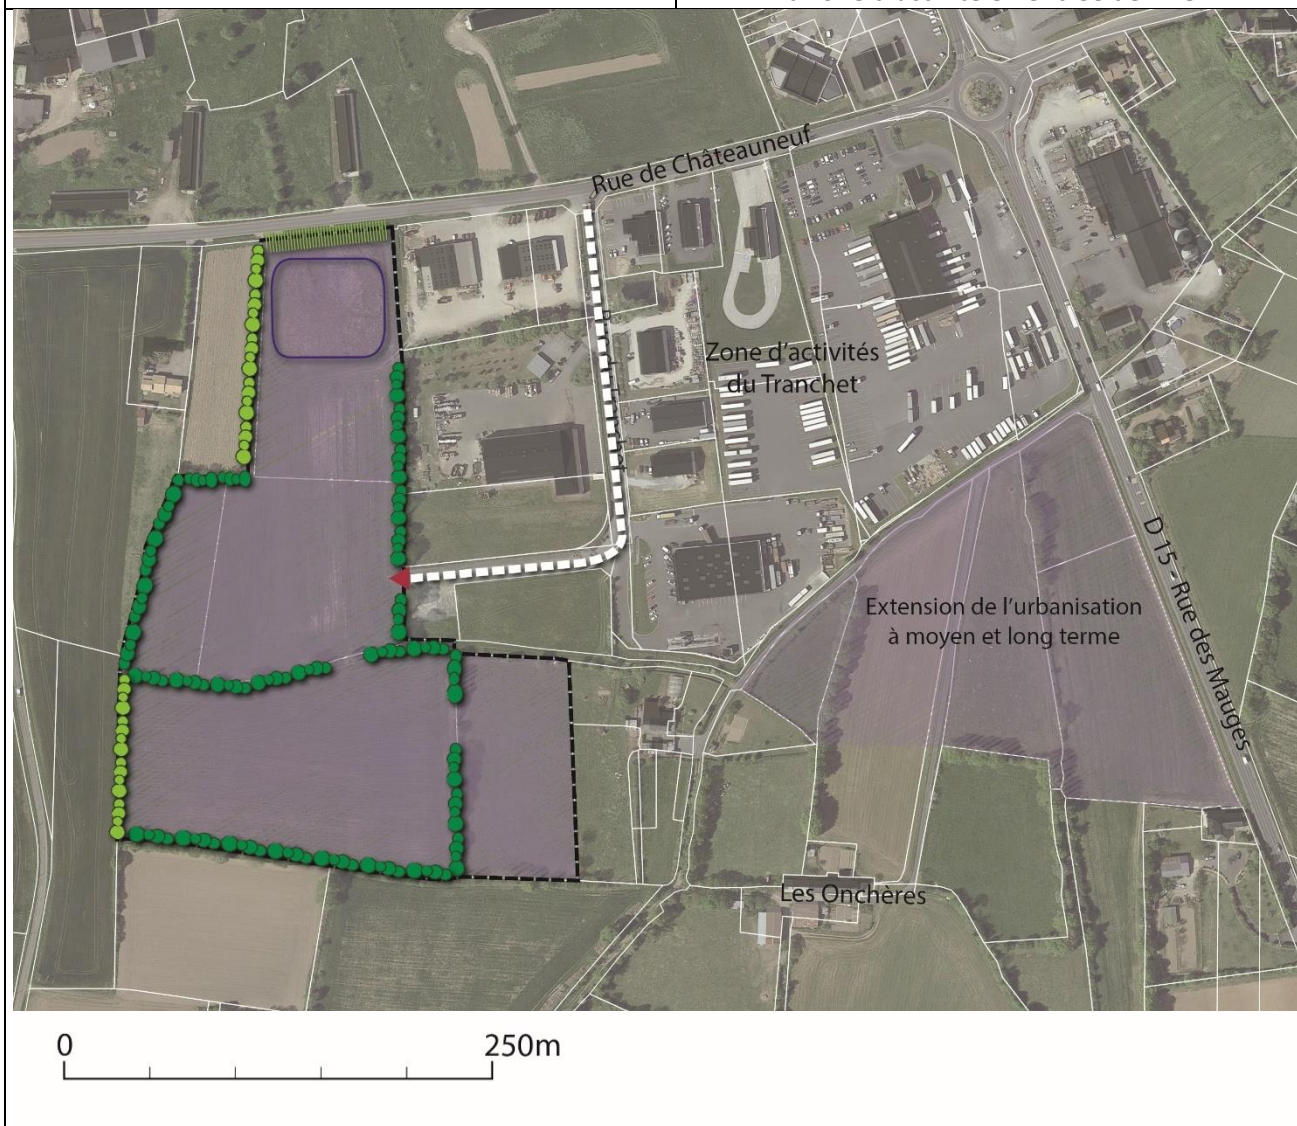 Rue de Châteauneuf
Zone d'activités
du Tranchet
Extension de l'urbanisation
à moyen et long terme
D 15 - Rue des Mauges
Les Onchères
0 250m